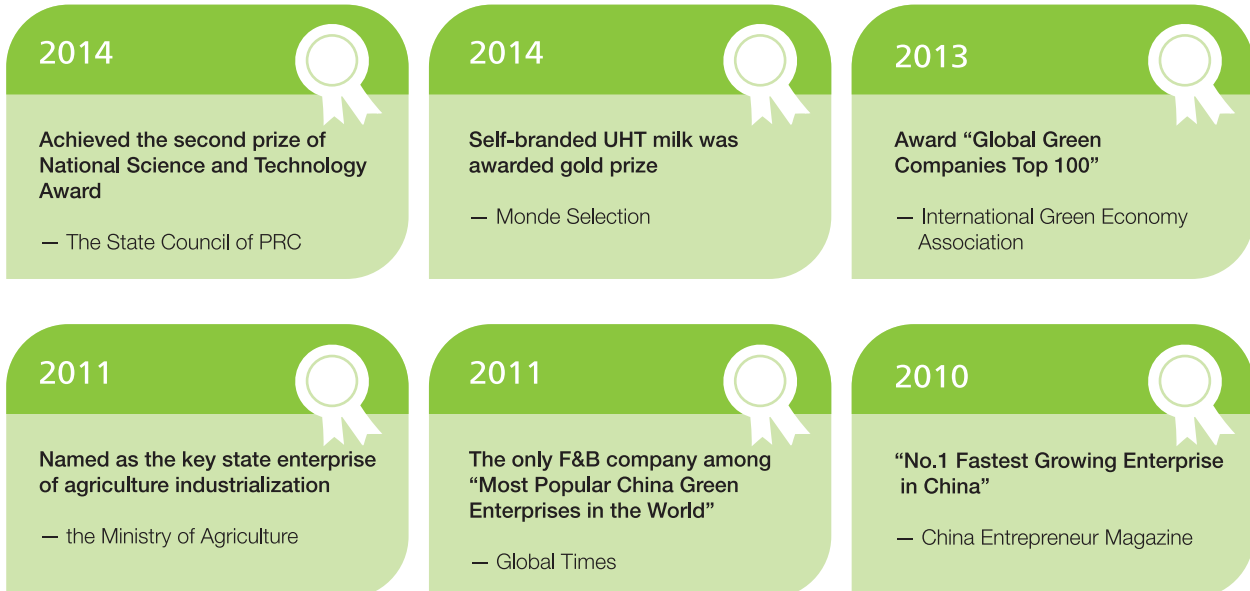 2014
Achieved the second prize of
National Science and Technology
Award
— The State Council of PRC
2014
Self-branded UHT milk was
awarded gold prize
— Monde Selection
2013
Award “Global Green
Companies Top 100”
— International Green Economy
Association
2011
Named as the key state enterprise
of agriculture industrialization
— the Ministry of Agriculture
2011
The only F&B company among
“Most Popular China Green
Enterprises in the World”
— Global Times
2010
“No.1 Fastest Growing Enterprise
in China”
— China Entrepreneur Magazine